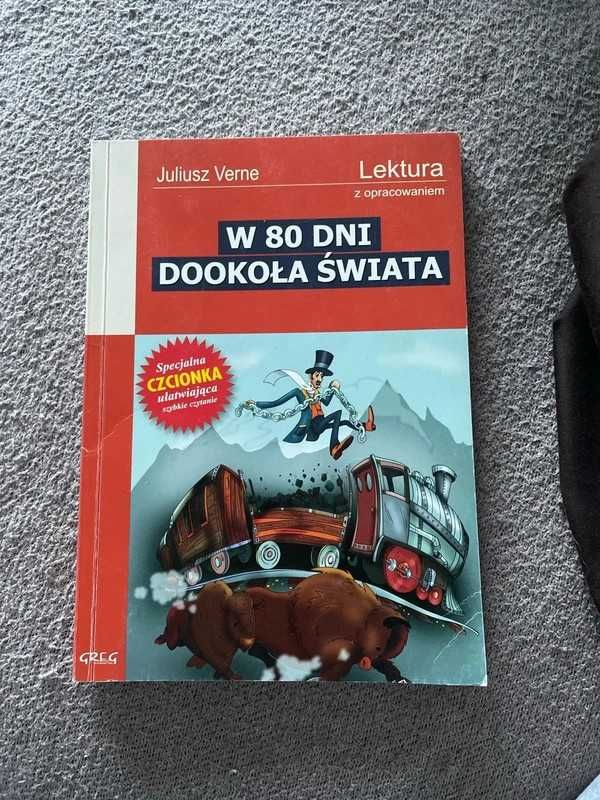 Juliusz Verne
Lektura
z opracowaniem
W 80 DNI
DOOKOŁA ŚWIATA
Specjalna
CZCIONKA
ułatwiająca
szybkie czytanie
GREG